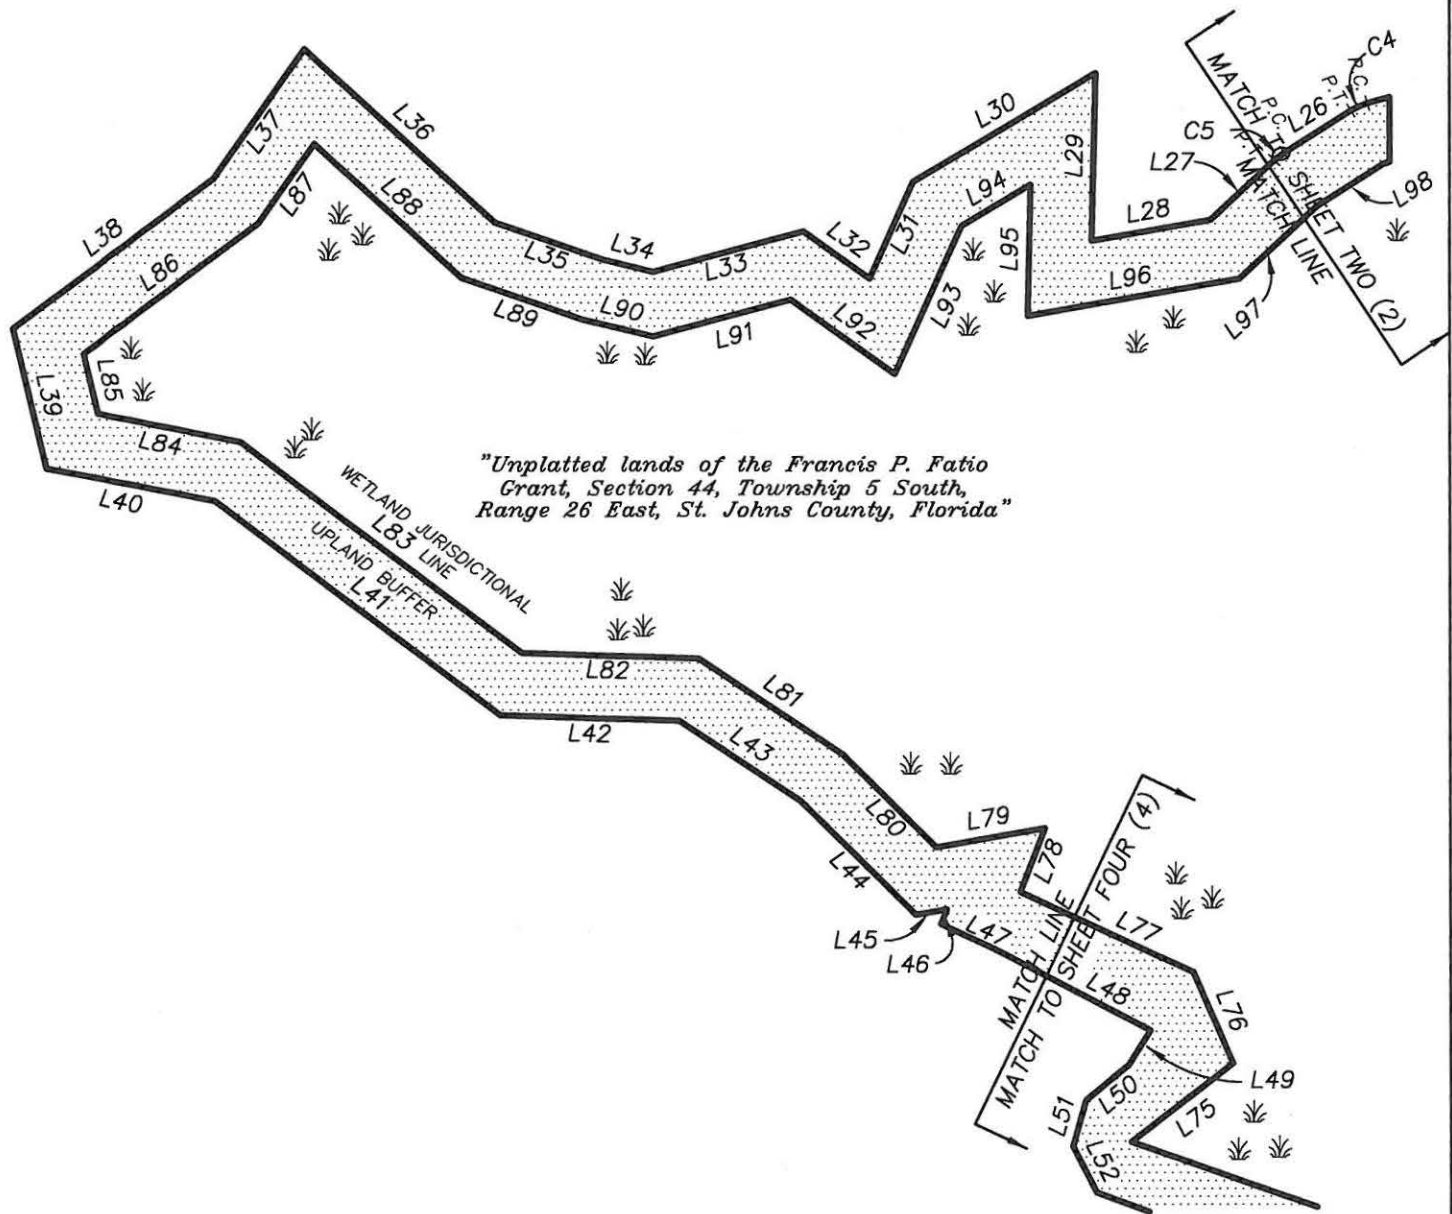 C4
P.C.
P.T.
L26
MATCH TO SHEET TWO (2)
MATCH LINE
P.C.
P.T.
C5
L27
L98
L28
L29
L30
L94
L31
L95
L96
L97
L93
L32
L92
L33
L91
L34
L90
L35
L89
L36
L88
L37
L87
L38
L86
L39
L85
L84
L40
"Unplatted lands of the Francis P. Fatio
Grant, Section 44, Township 5 South,
Range 26 East, St. Johns County, Florida"
WETLAND JURISDICTIONAL
L83 LINE
UPLAND BUFFER
L41
L82
L42
L81
L43
L80
L44
L79
L78
L45
L46
L47
MATCH LINE
MATCH TO SHEET FOUR (4)
L77
L48
L76
L49
L50
L51
L75
L52